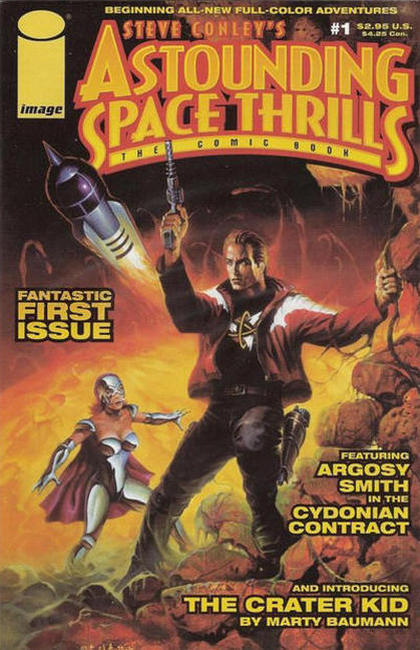 BEGINNING ALL-NEW FULL-COLOR ADVENTURES
STEVE CONLEY'S
#1 $2.95 U.S.
$4.25 Can.
ASTOUNDING
SPACE THRILLS
THE COMIC BOOK
image
FANTASTIC
FIRST
ISSUE
FEATURING
ARGOSY
SMITH
IN THE
CYDONIAN
CONTRACT
AND INTRODUCING
THE CRATER KID
BY MARTY BAUMANN